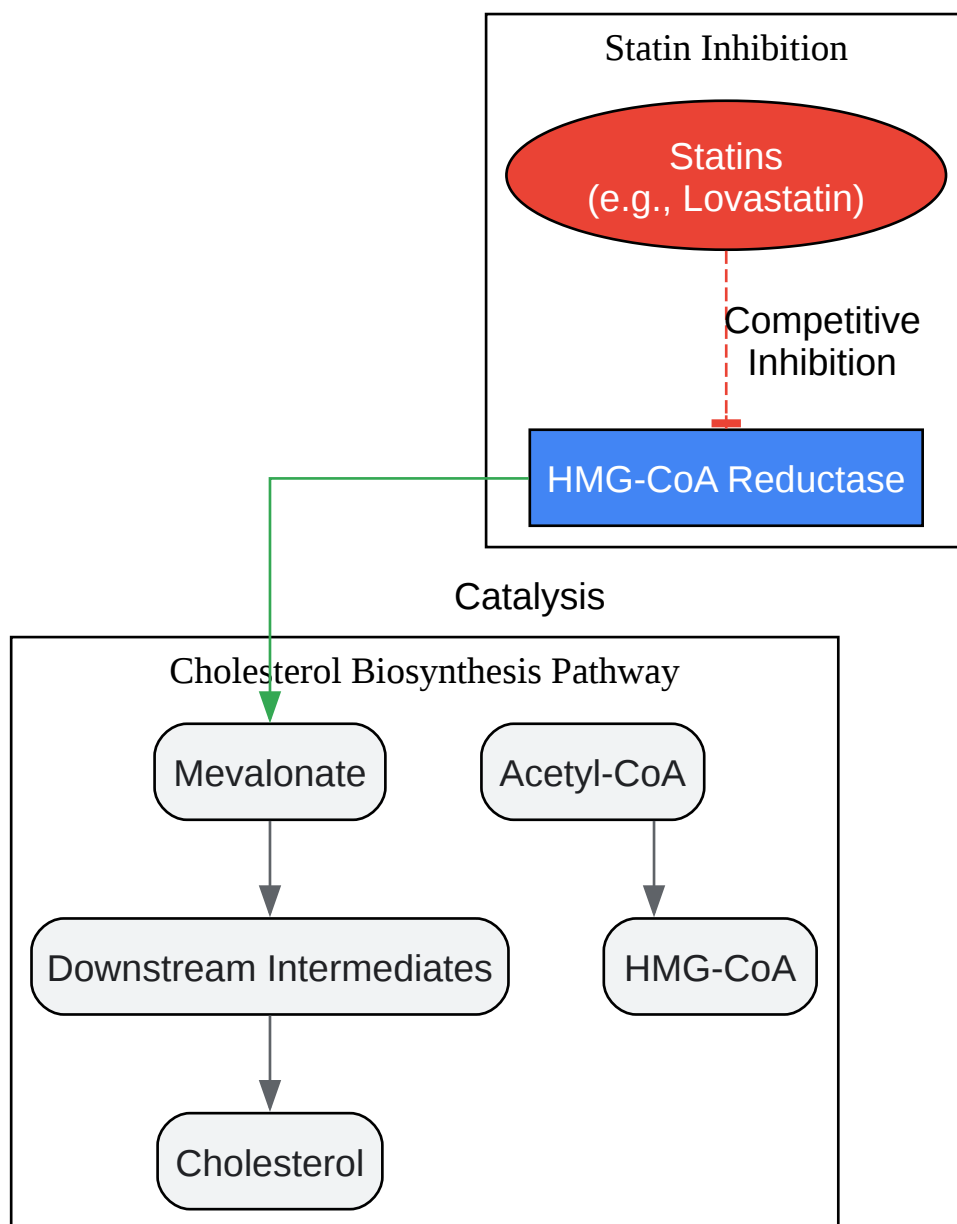 Statin Inhibition
Statins
(e.g., Lovastatin)
Competitive
Inhibition
HMG-CoA Reductase
Catalysis
Cholesterol Biosynthesis Pathway
Mevalonate
Acetyl-CoA
Downstream Intermediates
HMG-CoA
Cholesterol